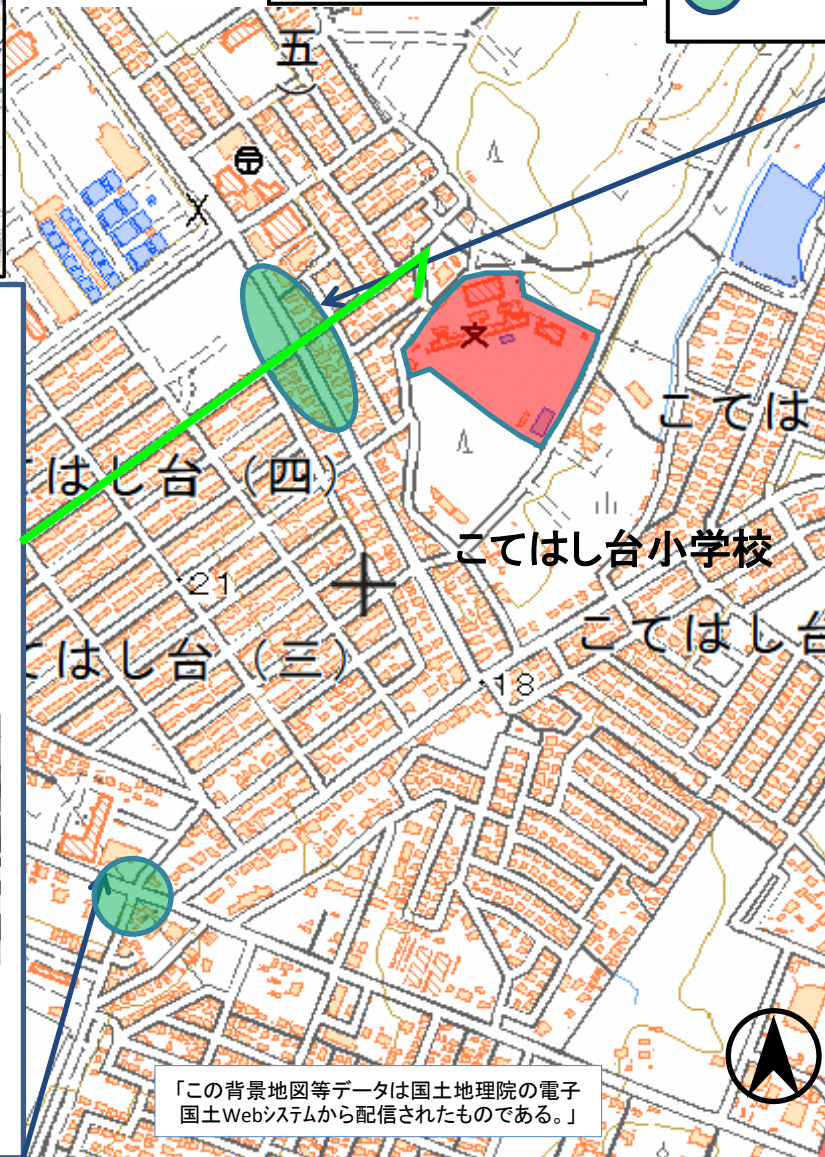 五）
こては
はし台（四）
こてはし台小学校
21
こてはし台
はし台（三）
18
「この背景地図等データは国土地理院の電子
国土Webシステムから配信されたものである。」